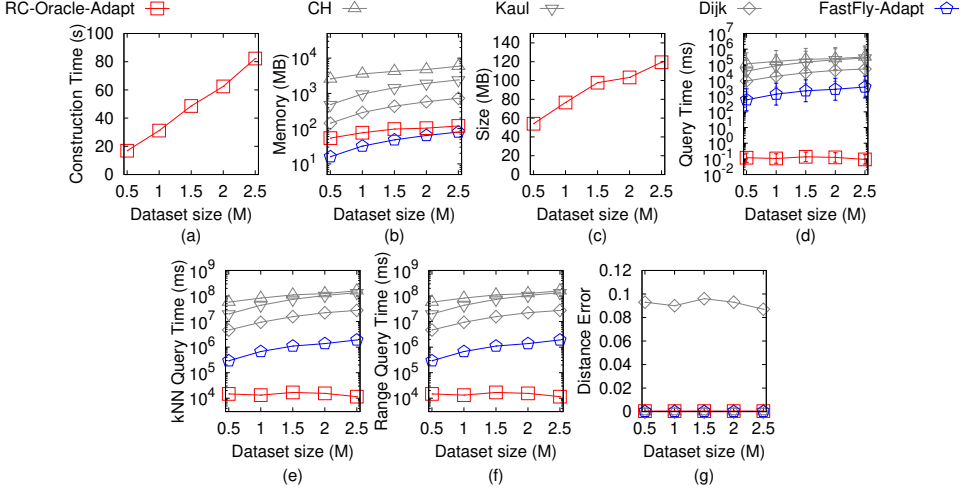 RC-Oracle-Adapt CH Kaul Dijk FastFly-Adapt
Construction Time (s)
100
80
60
40
20
0
0.5 1 1.5 2 2.5
Dataset size (M)
(a)
Memory (MB)
10^4
10^3
10^2
10^1
0.5 1 1.5 2 2.5
Dataset size (M)
(b)
Size (MB)
140
120
100
80
60
40
20
0
0.5 1 1.5 2 2.5
Dataset size (M)
(c)
Query Time (ms)
10^6
10^5
10^4
10^3
10^2
10^1
10^0
10^-1
10^-2
0.5 1 1.5 2 2.5
Dataset size (M)
(d)
kNN Query Time (ms)
10^9
10^8
10^7
10^6
10^5
10^4
0.5 1 1.5 2 2.5
Dataset size (M)
(e)
Range Query Time (ms)
10^9
10^8
10^7
10^6
10^5
10^4
0.5 1 1.5 2 2.5
Dataset size (M)
(f)
Distance Error
0.12
0.1
0.08
0.06
0.04
0.02
0
0.5 1 1.5 2 2.5
Dataset size (M)
(g)